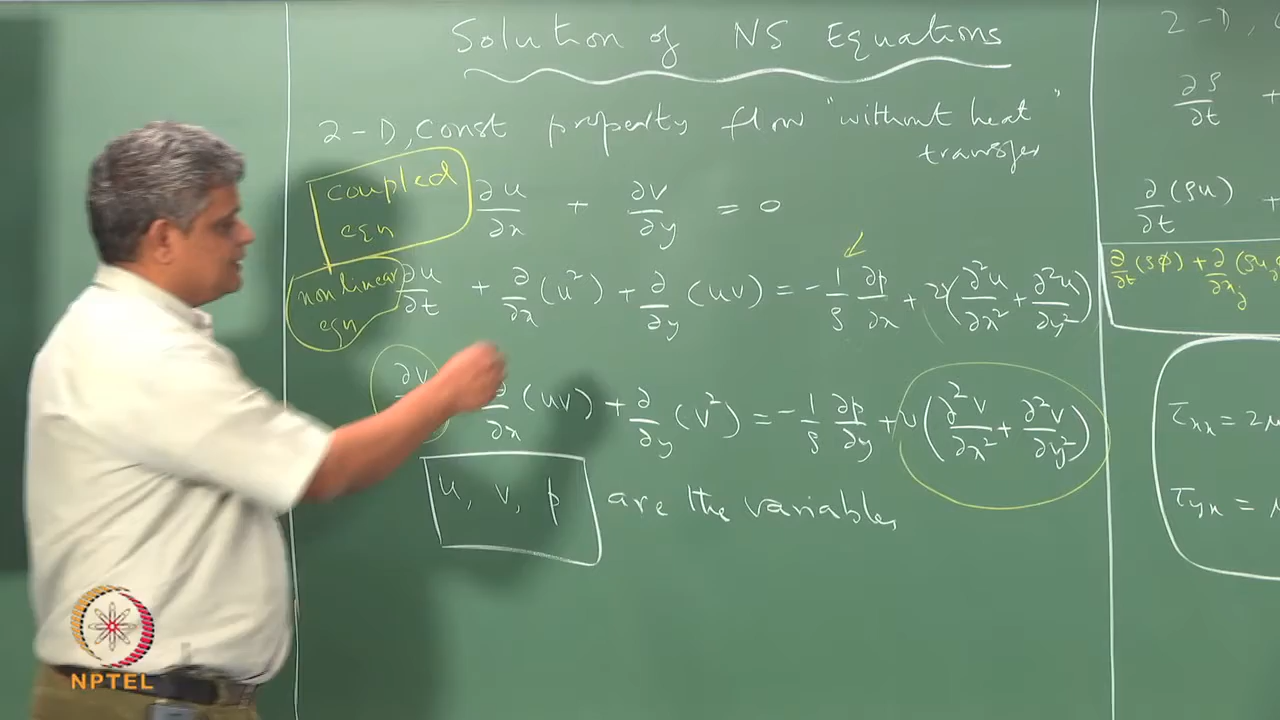 Solution of NS Equations
2-D, Const property flow "without heat transfer"
coupled eqn
∂u/∂x + ∂v/∂y = 0
non linear eqn
∂u/∂t + ∂/∂x (u²) + ∂/∂y (uv) = -1/ρ ∂p/∂x + ν(∂²u/∂x² + ∂²u/∂y²)
∂v ∂/∂x (uv) + ∂/∂y (v²) = -1/ρ ∂p/∂y + ν(∂²v/∂x² + ∂²v/∂y²)
u, v, p are the variables
2-D,
∂ρ/∂t +
∂/∂t (ρu) +
∂/∂t (ρφ) + ∂/∂xj (ρuj
τxx = 2μ
τyx =
NPTEL